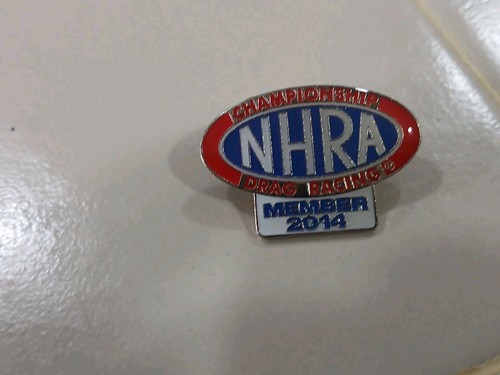 CHAMPIONSHIP
NHRA
DRAG RACING®
MEMBER
2014